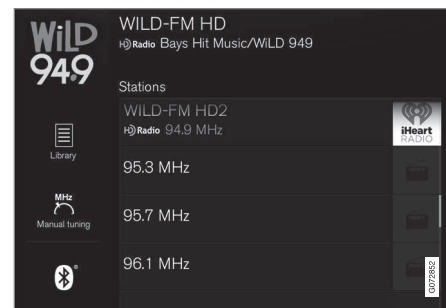 WiLD
94.9
WILD-FM HD
HD Radio Bays Hit Music/WiLD 949
Stations
WILD-FM HD2
HD Radio 94.9 MHz
iHeart
RADIO
Library
95.3 MHz
MHz
Manual tuning
95.7 MHz
96.1 MHz
G072852